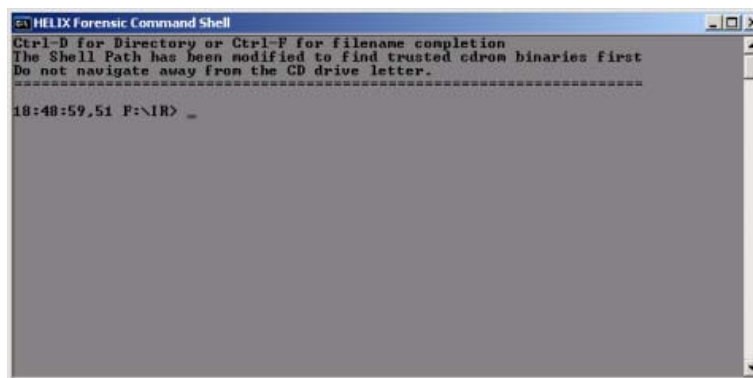 HELIX Forensic Command Shell
Ctrl-D for Directory or Ctrl-F for filename completion
The Shell Path has been modified to find trusted cdrom binaries first
Do not navigate away from the CD drive letter.
======================================================================
18:48:59,51 F:\IR> _